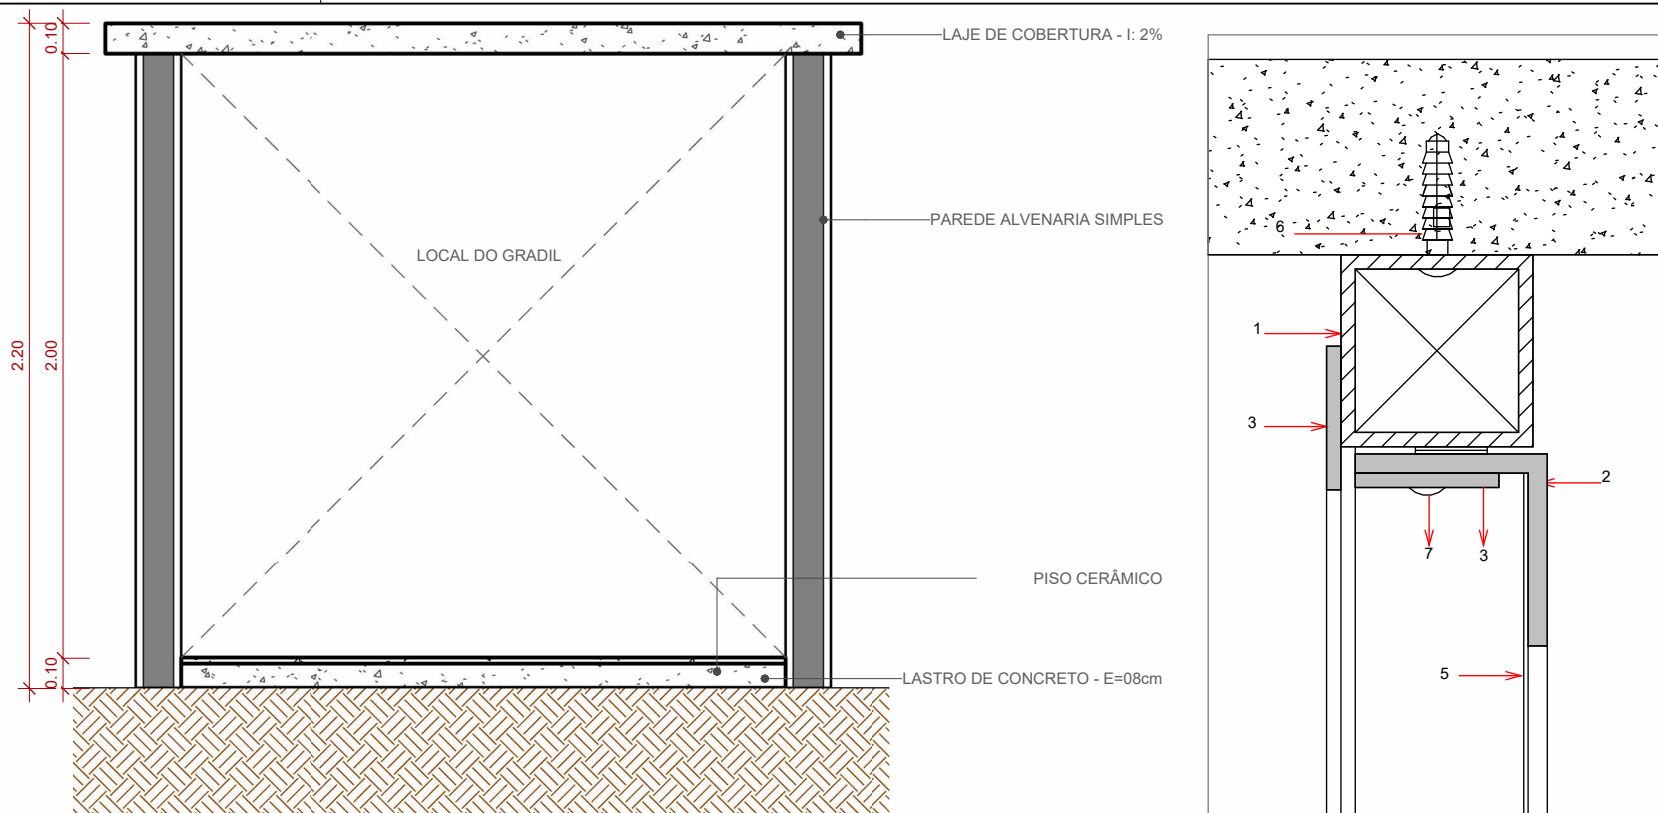 0.10
LAJE DE COBERTURA - I: 2%
PAREDE ALVENARIA SIMPLES
LOCAL DO GRADIL
2.20
2.00
PISO CERÂMICO
0.10
LASTRO DE CONCRETO - E=08cm
6
1
3
2
7
3
5